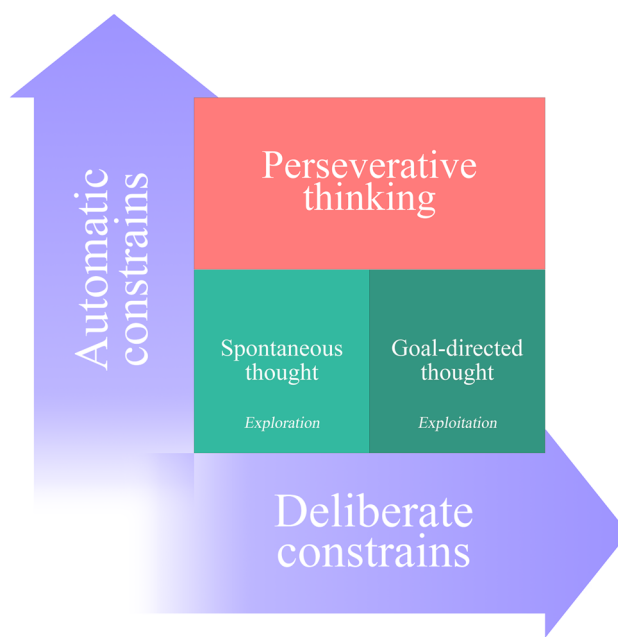 Perseverative
thinking
Automatic
constrains
Spontaneous
thought
Exploration
Goal-directed
thought
Exploitation
Deliberate
constrains